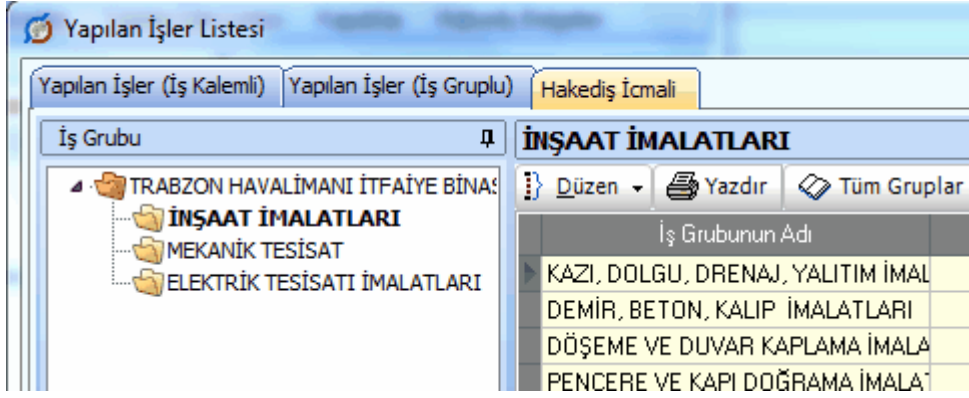 Yapılan İşler Listesi
Yapılan İşler (İş Kalemli)
Yapılan İşler (İş Gruplu)
Hakediş İcmali
İş Grubu
TRABZON HAVALİMANI İTFAİYE BİNAS
İNŞAAT İMALATLARI
MEKANİK TESİSAT
ELEKTRİK TESİSATI İMALATLARI
İNŞAAT İMALATLARI
Düzen
Yazdır
Tüm Gruplar
İş Grubunun Adı
KAZI, DOLGU, DRENAJ, YALITIM İMAL
DEMİR, BETON, KALIP İMALATLARI
DÖŞEME VE DUVAR KAPLAMA İMALA
PENCERE VE KAPI DOĞRAMA İMALAT